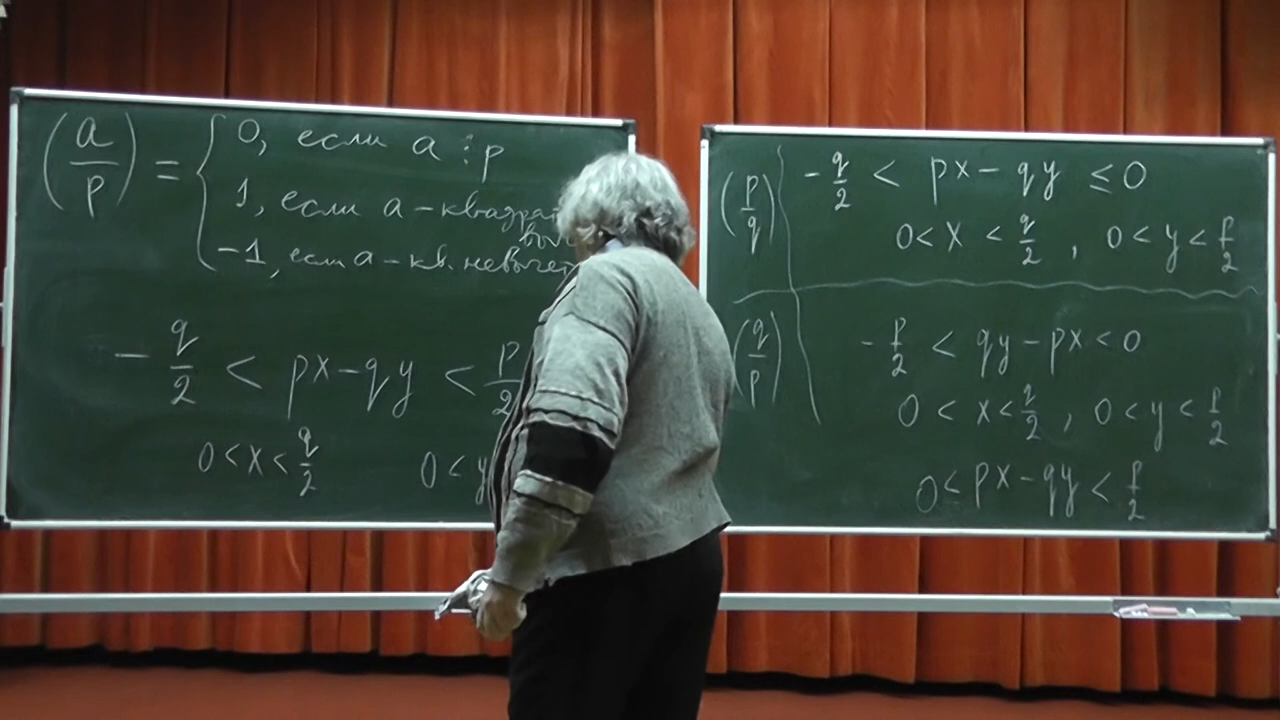 (a/p) = { 0, если a ⋮ p
1, если a – квадрат
−1, если a – кв. невычет
−q/2 < px−qy < p/2
0<x<q/2 0<y
(p/q) −q/2 < px−qy ≤ 0
0<x<q/2, 0<y<p/2
(q/p) −p/2 < qy−px<0
0<x<q/2, 0<y<p/2
0<px−qy<p/2